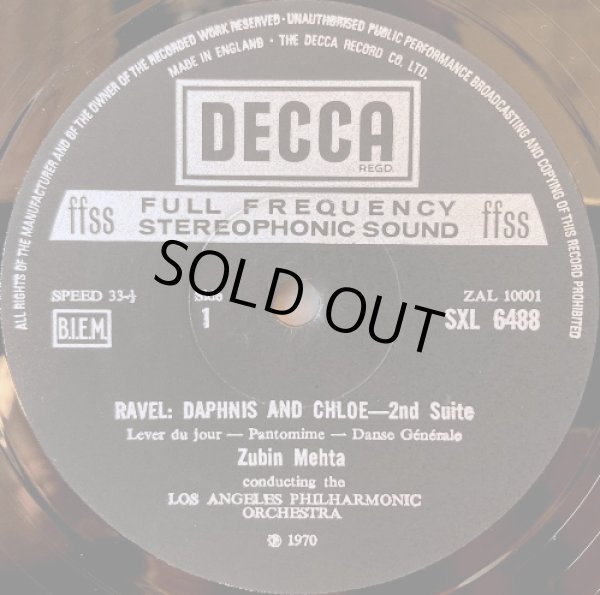 ALL RIGHTS OF THE MANUFACTURER AND OF THE OWNER OF THE RECORDED WORK RESERVED · UNAUTHORISED PUBLIC PERFORMANCE BROADCASTING AND COPYING OF THIS RECORD PROHIBITED
MADE IN ENGLAND · THE DECCA RECORD CO. LTD.
DECCA
REGD.
ffss FULL FREQUENCY ffss
STEREOPHONIC SOUND
SPEED 33⅓ Side ZAL 10001
B.I.E.M. 1 SXL 6488
SOLD OUT
RAVEL: DAPHNIS AND CHLOE—2nd Suite
Lever du jour — Pantomime — Danse Générale
Zubin Mehta
conducting the
LOS ANGELES PHILHARMONIC
ORCHESTRA
℗ 1970